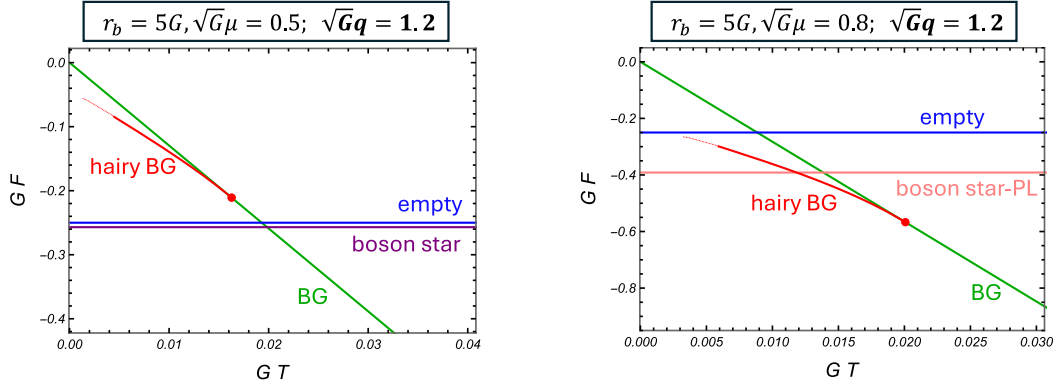 r_b = 5G, √Gμ = 0.5; √Gq = 1.2
0.0
−0.1
−0.2
−0.3
−0.4
G F
hairy BG
empty
boson star
BG
0.00 0.01 0.02 0.03 0.04
G T
r_b = 5G, √Gμ = 0.8; √Gq = 1.2
0.0
−0.2
−0.4
−0.6
−0.8
G F
empty
boson star-PL
hairy BG
BG
0.000 0.005 0.010 0.015 0.020 0.025 0.030
G T